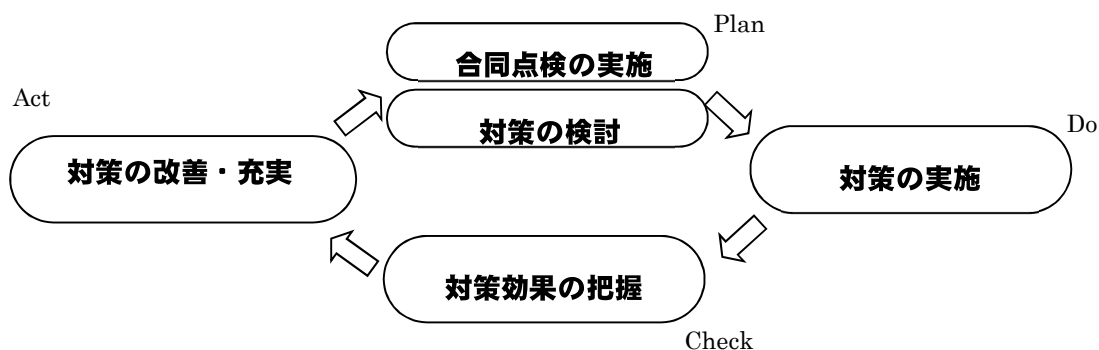 Plan
合同点検の実施
対策の検討
Act
対策の改善・充実
Do
対策の実施
対策効果の把握
Check